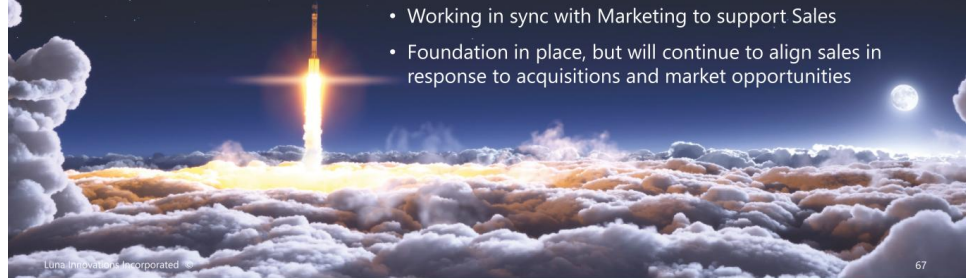 • Working in sync with Marketing to support Sales
• Foundation in place, but will continue to align sales in
response to acquisitions and market opportunities
Luna Innovations Incorporated ©
67